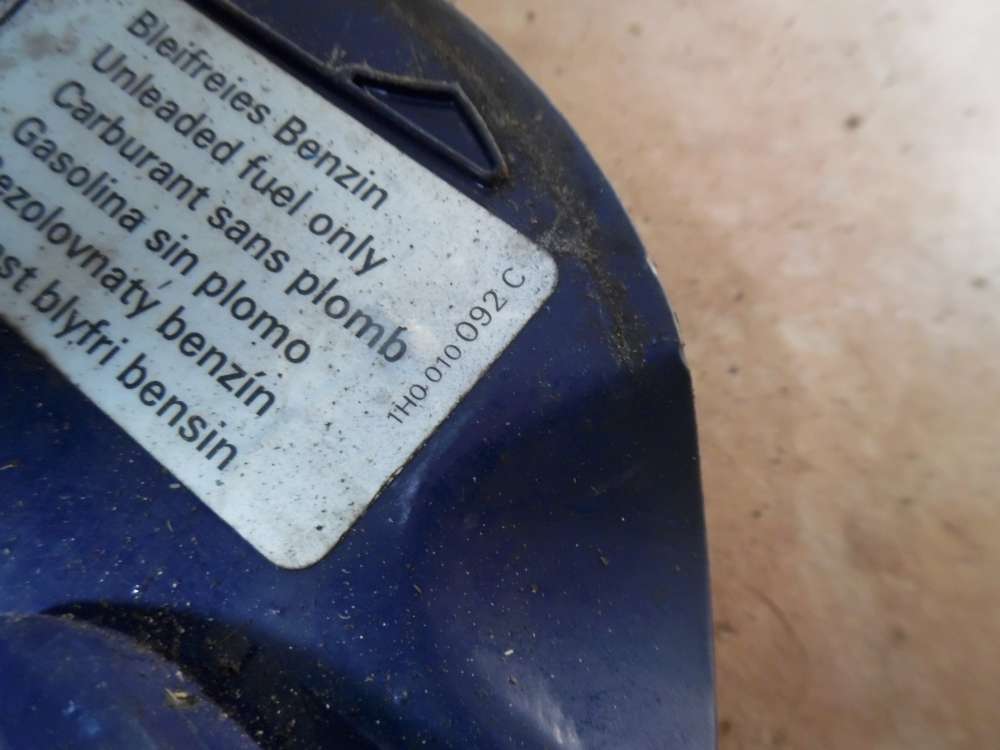 Bleifreies Benzin
Unleaded fuel only
Carburant sans plomb
Gasolina sin plomo
benzín
blyfri bensin
1H0 010 092 C